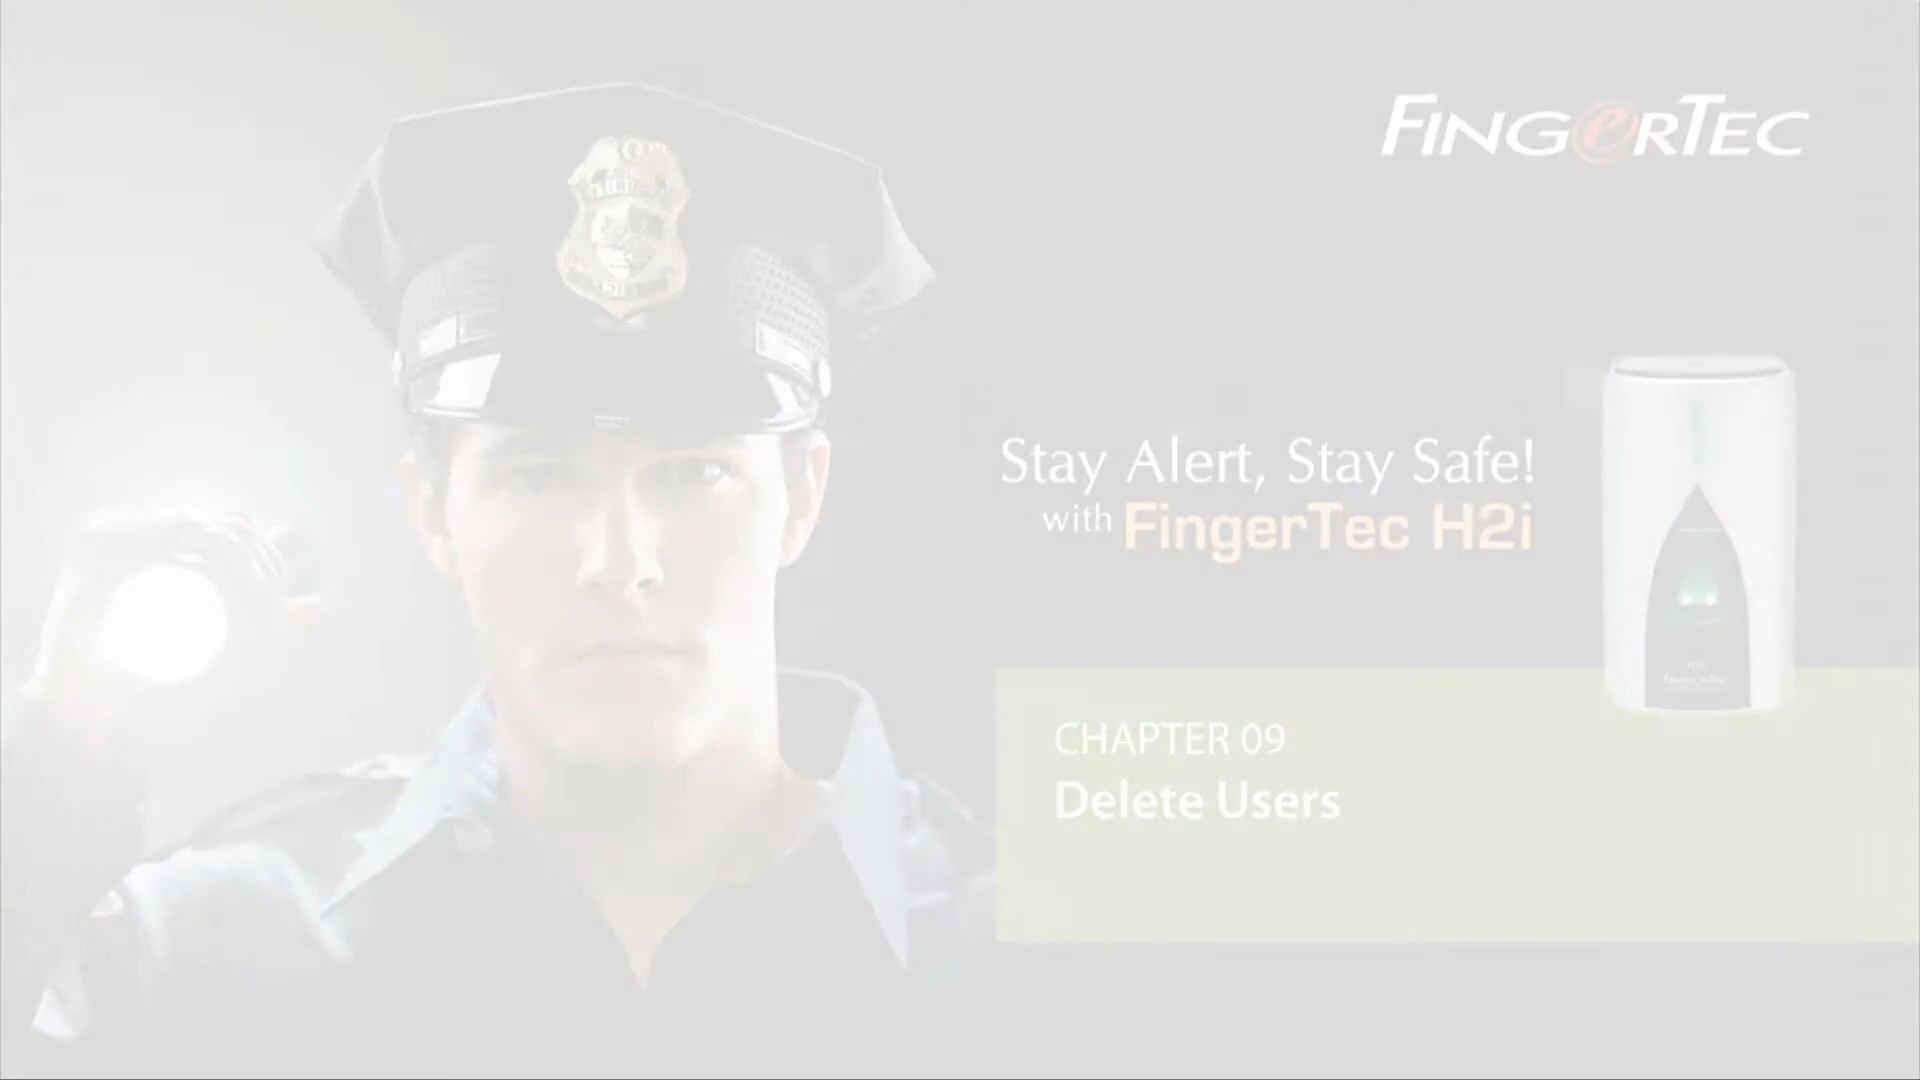 FINGERTEC
Stay Alert, Stay Safe!
with FingerTec H2i
CHAPTER 09
Delete Users